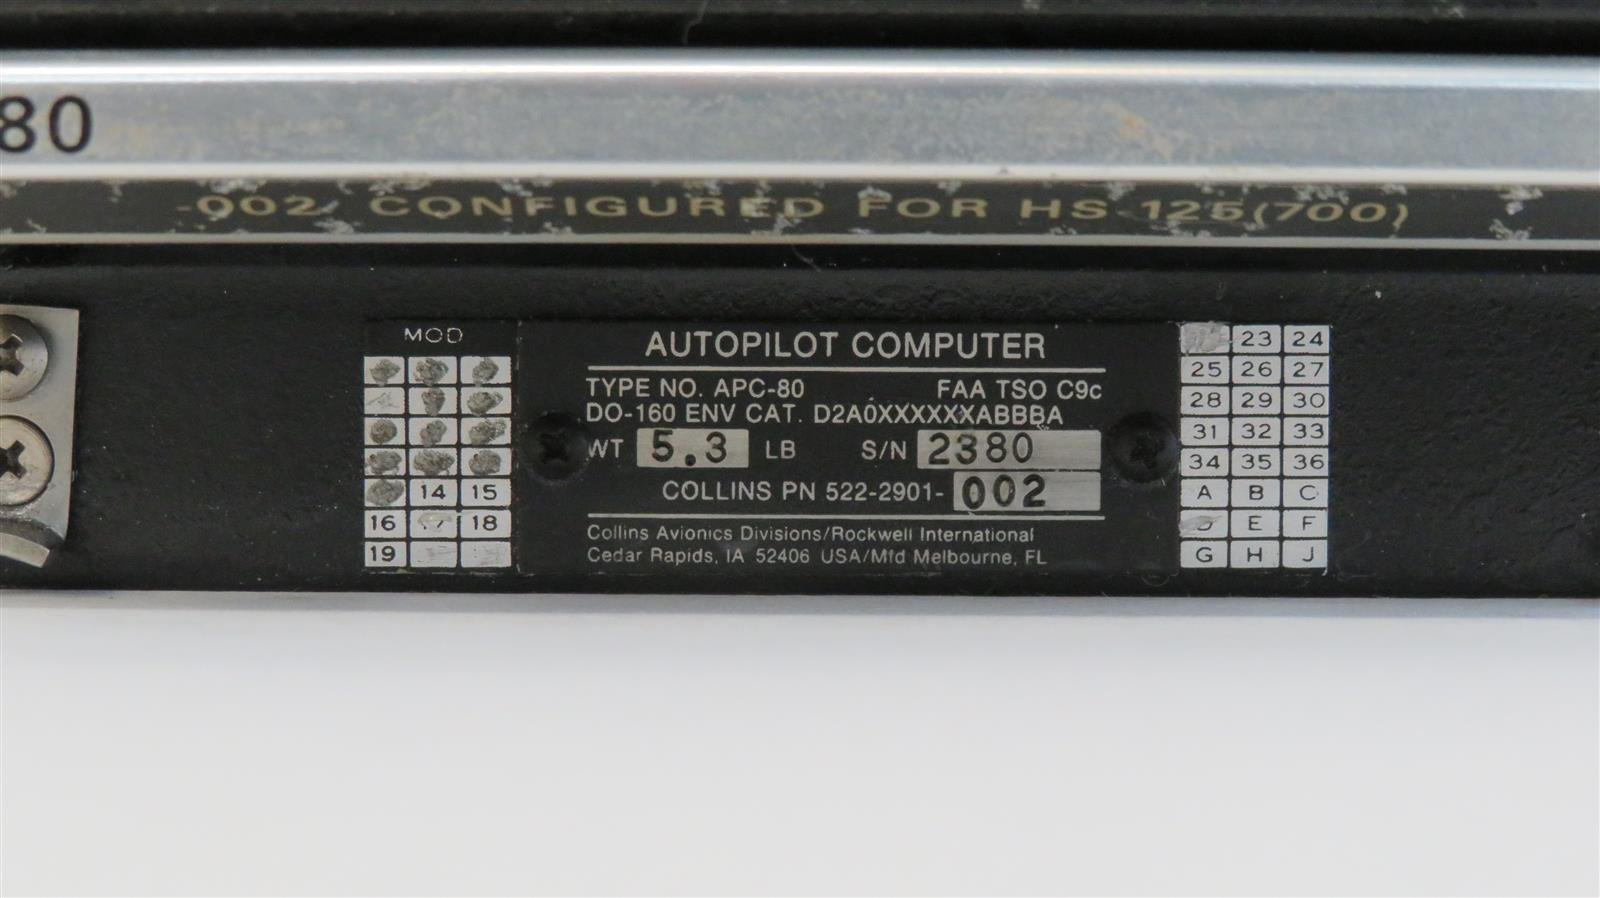 80
-002 CONFIGURED FOR HS-125(700)
MOD
14 15
16 17 18
19
AUTOPILOT COMPUTER
TYPE NO. APC-80 FAA TSO C9c
DO-160 ENV CAT. D2A0XXXXXXABBBA
WT 5.3 LB S/N 2380
COLLINS PN 522-2901-002
Collins Avionics Divisions/Rockwell International
Cedar Rapids, IA 52406 USA/Mfd Melbourne, FL
23 24
25 26 27
28 29 30
31 32 33
34 35 36
A B C
D E F
G H J